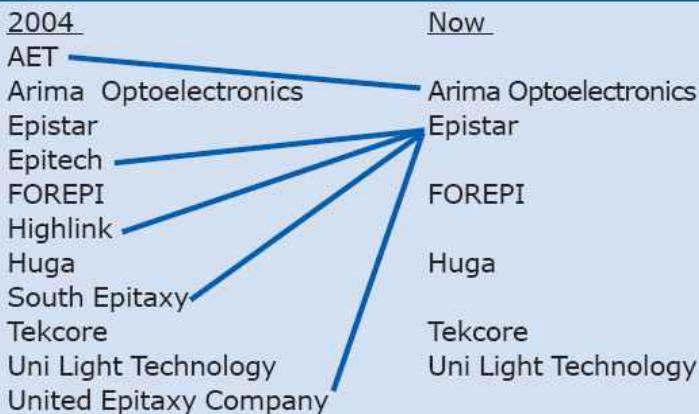 2004 Now
AET
Arima Optoelectronics Arima Optoelectronics
Epistar Epistar
Epitech
FOREPI FOREPI
Highlink
Huga Huga
South Epitaxy
Tekcore Tekcore
Uni Light Technology Uni Light Technology
United Epitaxy Company